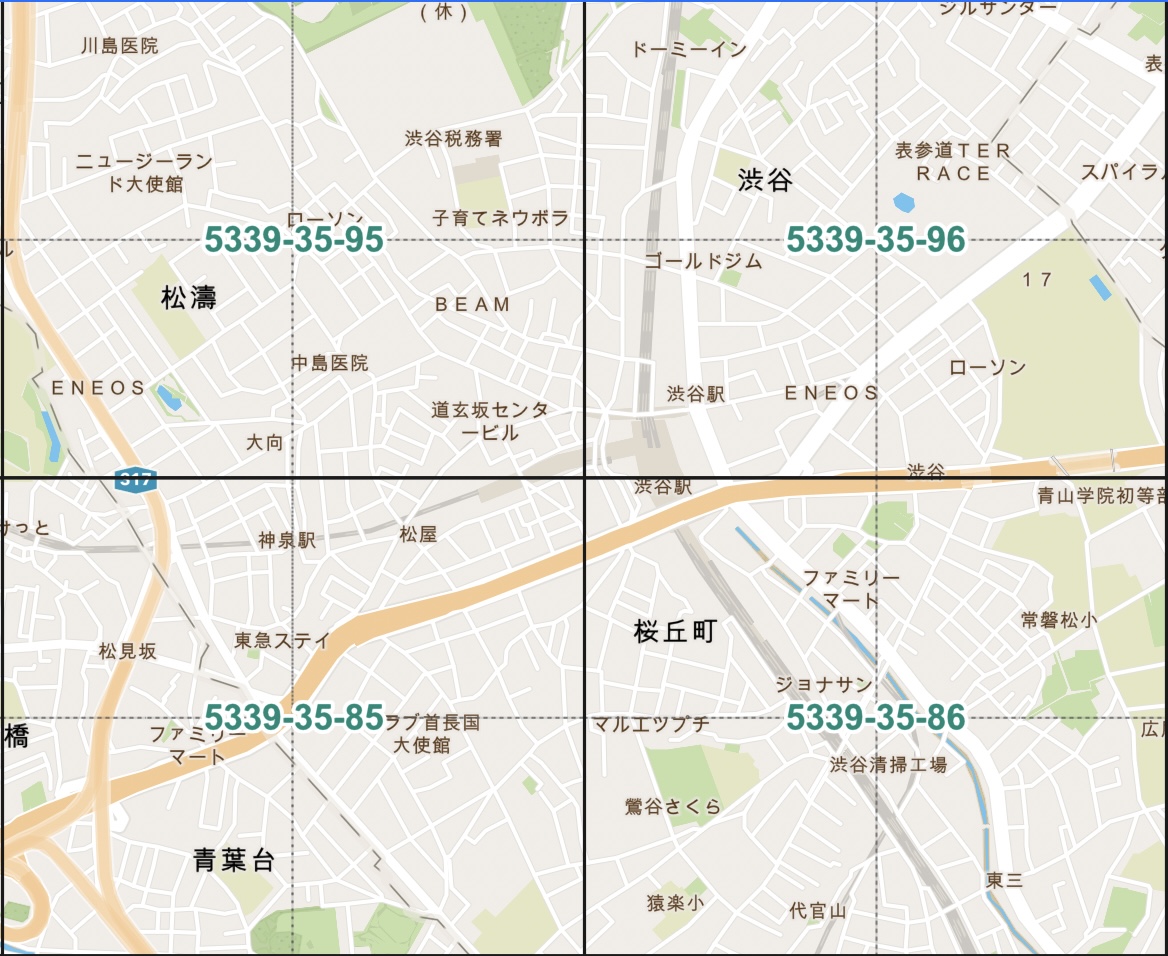 (休)
シルサンダー
川島医院
ドーミーイン
表
渋谷税務署
表参道TER
RACE
ニュージーラン
ド大使館
渋谷
スパイラル
ローソン
子育てネウボラ
5339-35-95
5339-35-96
ル
ゴールドジム
17
松濤
BEAM
中島医院
ローソン
ENEOS
渋谷駅
ENEOS
道玄坂センタ
ービル
大向
317
渋谷
渋谷駅
青山学院初等部
けっと
神泉駅
松屋
ファミリー
マート
常磐松小
東急ステイ
桜丘町
松見坂
ジョナサン
5339-35-85
5339-35-86
橋
ファミリー
マート
ラブ首長国
大使館
マルエツプチ
広
渋谷清掃工場
鶯谷さくら
青葉台
東三
猿楽小
代官山